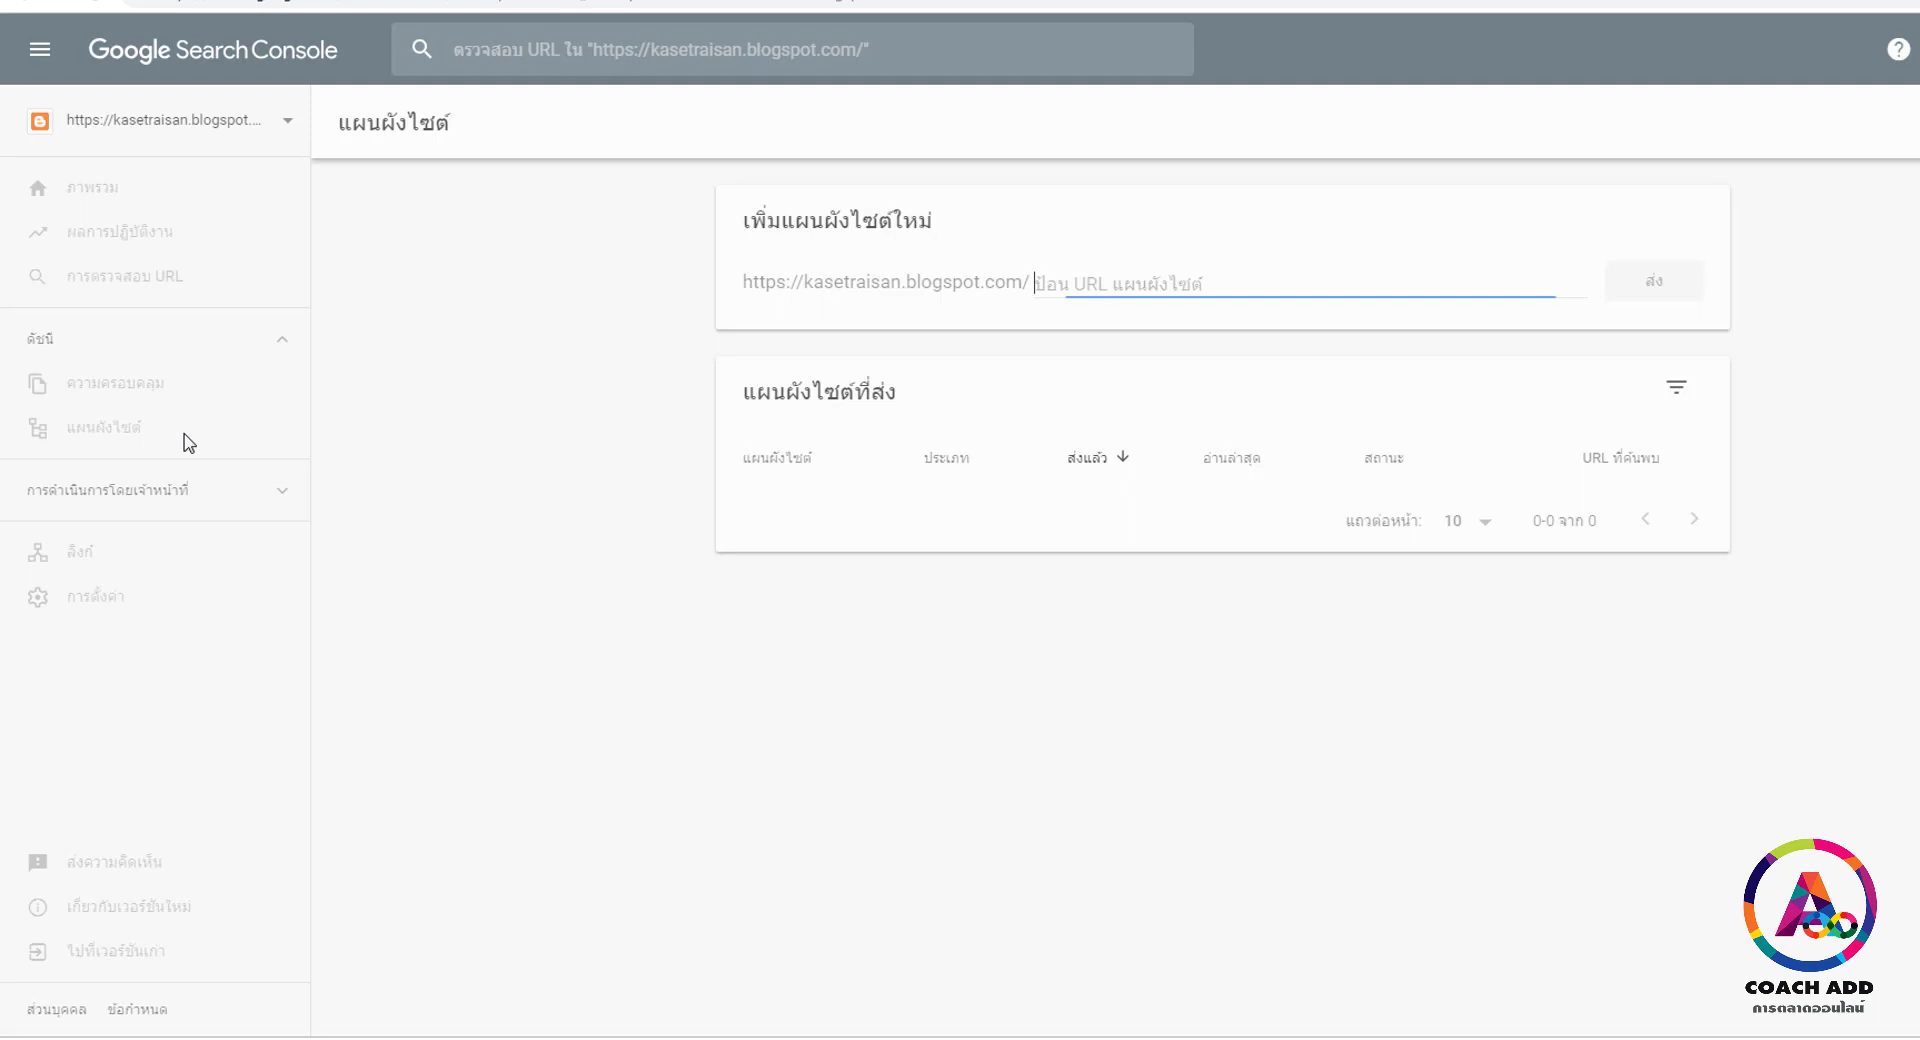 Google Search Console
ตรวจสอบ URL ใน "https://kasetraisan.blogspot.com/"
https://kasetraisan.blogspot....
แผนผังไซต์
ภาพรวม
ผลการปฏิบัติงาน
การตรวจสอบ URL
ดัชนี
ความครอบคลุม
แผนผังไซต์
การดำเนินการโดยเจ้าหน้าที่
ลิงก์
การตั้งค่า
ส่งความคิดเห็น
เกี่ยวกับเวอร์ชันใหม่
ไปที่เวอร์ชันเก่า
ส่วนบุคคล ข้อกำหนด
เพิ่มแผนผังไซต์ใหม่
https://kasetraisan.blogspot.com/ ป้อน URL แผนผังไซต์
ส่ง
แผนผังไซต์ที่ส่ง
แผนผังไซต์ ประเภท ส่งแล้ว อ่านล่าสุด สถานะ URL ที่ค้นพบ
แถวต่อหน้า: 10 0-0 จาก 0
COACH ADD
การตลาดออนไลน์